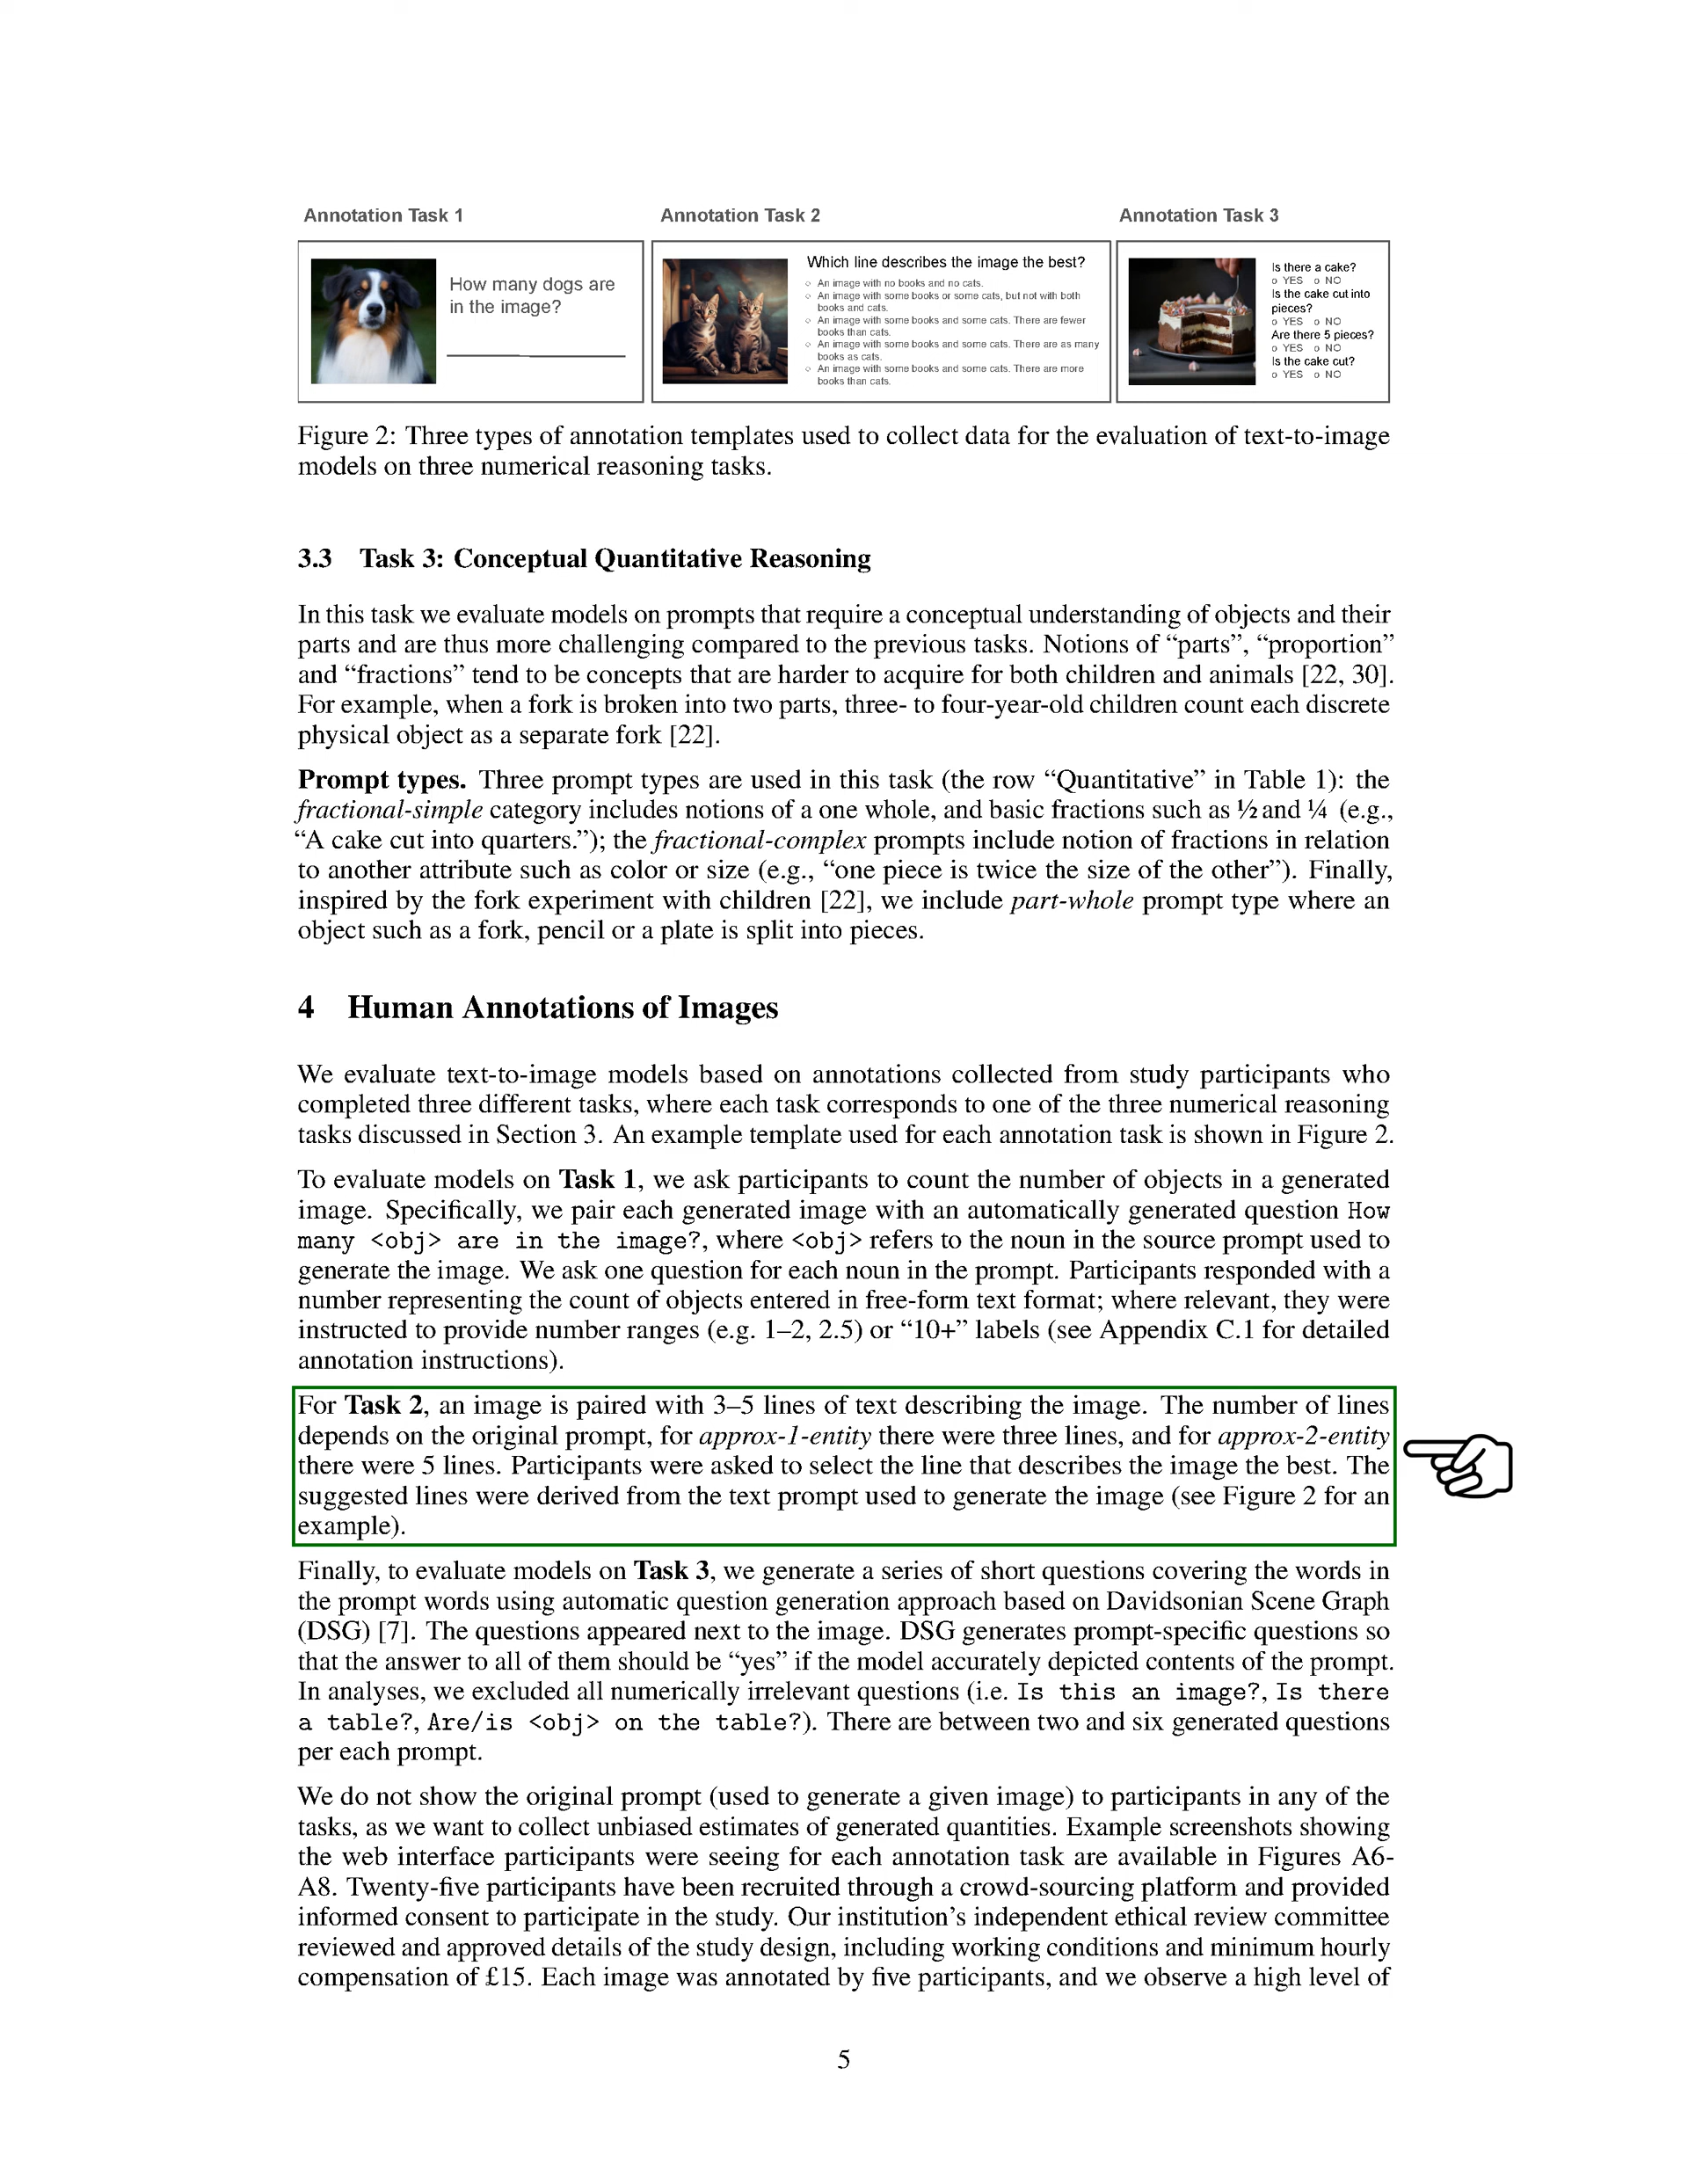 Annotation Task 1
Annotation Task 2
Annotation Task 3
How many dogs are
in the image?
Which line describes the image the best?
An image with no books and no cats.
An image with some books or some cats, but not with both
books and cats.
An image with some books and some cats. There are fewer
books than cats.
An image with some books and some cats. There are as many
books as cats.
An image with some books and some cats. There are more
books than cats.
Is there a cake?
o YES o NO
Is the cake cut into
pieces?
o YES o NO
Are there 5 pieces?
o YES o NO
Is the cake cut?
o YES o NO
Figure 2: Three types of annotation templates used to collect data for the evaluation of text-to-image
models on three numerical reasoning tasks.
3.3 Task 3: Conceptual Quantitative Reasoning
In this task we evaluate models on prompts that require a conceptual understanding of objects and their
parts and are thus more challenging compared to the previous tasks. Notions of “parts”, “proportion”
and “fractions” tend to be concepts that are harder to acquire for both children and animals [22, 30].
For example, when a fork is broken into two parts, three- to four-year-old children count each discrete
physical object as a separate fork [22].
Prompt types. Three prompt types are used in this task (the row “Quantitative” in Table 1): the
fractional-simple category includes notions of a one whole, and basic fractions such as ½ and ¼ (e.g.,
“A cake cut into quarters.”); the fractional-complex prompts include notion of fractions in relation
to another attribute such as color or size (e.g., “one piece is twice the size of the other”). Finally,
inspired by the fork experiment with children [22], we include part-whole prompt type where an
object such as a fork, pencil or a plate is split into pieces.
4 Human Annotations of Images
We evaluate text-to-image models based on annotations collected from study participants who
completed three different tasks, where each task corresponds to one of the three numerical reasoning
tasks discussed in Section 3. An example template used for each annotation task is shown in Figure 2.
To evaluate models on Task 1, we ask participants to count the number of objects in a generated
image. Specifically, we pair each generated image with an automatically generated question How
many <obj> are in the image?, where <obj> refers to the noun in the source prompt used to
generate the image. We ask one question for each noun in the prompt. Participants responded with a
number representing the count of objects entered in free-form text format; where relevant, they were
instructed to provide number ranges (e.g. 1–2, 2.5) or “10+” labels (see Appendix C.1 for detailed
annotation instructions).
For Task 2, an image is paired with 3–5 lines of text describing the image. The number of lines
depends on the original prompt, for approx-1-entity there were three lines, and for approx-2-entity
there were 5 lines. Participants were asked to select the line that describes the image the best. The
suggested lines were derived from the text prompt used to generate the image (see Figure 2 for an
example).
Finally, to evaluate models on Task 3, we generate a series of short questions covering the words in
the prompt words using automatic question generation approach based on Davidsonian Scene Graph
(DSG) [7]. The questions appeared next to the image. DSG generates prompt-specific questions so
that the answer to all of them should be “yes” if the model accurately depicted contents of the prompt.
In analyses, we excluded all numerically irrelevant questions (i.e. Is this an image?, Is there
a table?, Are/is <obj> on the table?). There are between two and six generated questions
per each prompt.
We do not show the original prompt (used to generate a given image) to participants in any of the
tasks, as we want to collect unbiased estimates of generated quantities. Example screenshots showing
the web interface participants were seeing for each annotation task are available in Figures A6-
A8. Twenty-five participants have been recruited through a crowd-sourcing platform and provided
informed consent to participate in the study. Our institution’s independent ethical review committee
reviewed and approved details of the study design, including working conditions and minimum hourly
compensation of £15. Each image was annotated by five participants, and we observe a high level of
5